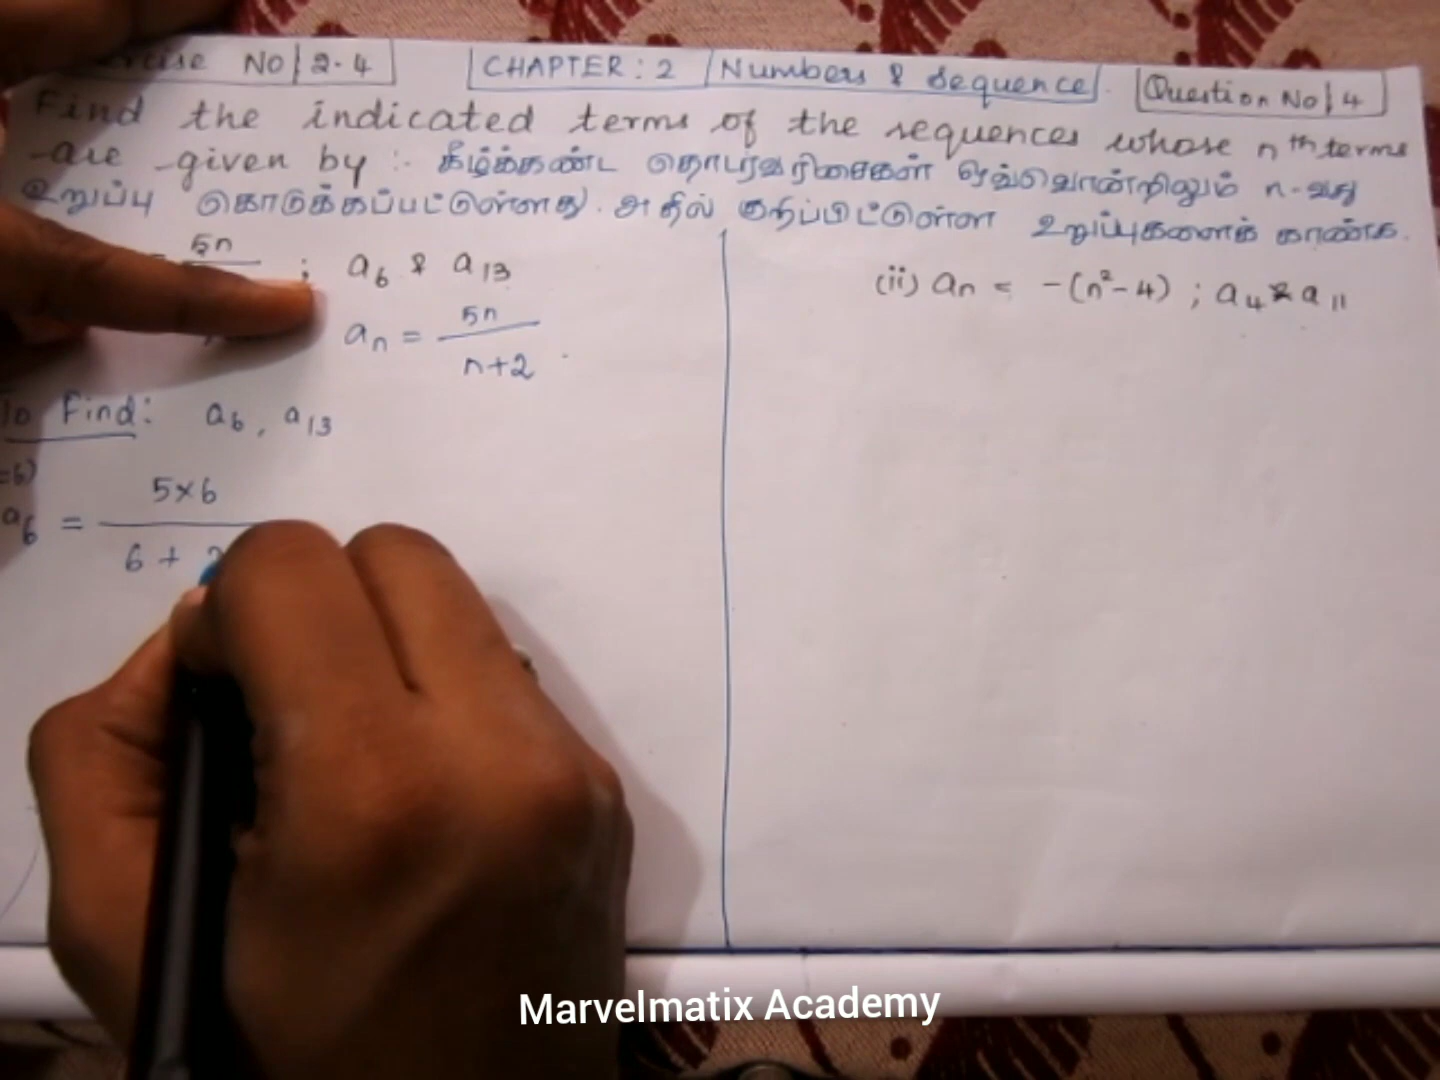 NO | 2.4 CHAPTER : 2 Numbers & Sequence Question No | 4
Find the indicated terms of the sequences whose nth terms
are given by :- கீழ்க்கண்ட தொடர்வரிசைகள் ஒவ்வொன்றிலும் n-வது
உறுப்பு கொடுக்கப்பட்டுள்ளது. அதில் குறிப்பிட்டுள்ள உறுப்புகளைக் காண்க.
5n ; a₆ & a₁₃
aₙ = 5n / n+2
To Find: a₆, a₁₃
=6)
a₆ = 5×6 / 6 + 2
(ii) aₙ = -(n²-4) ; a₄ & a₁₁
Marvelmatix Academy